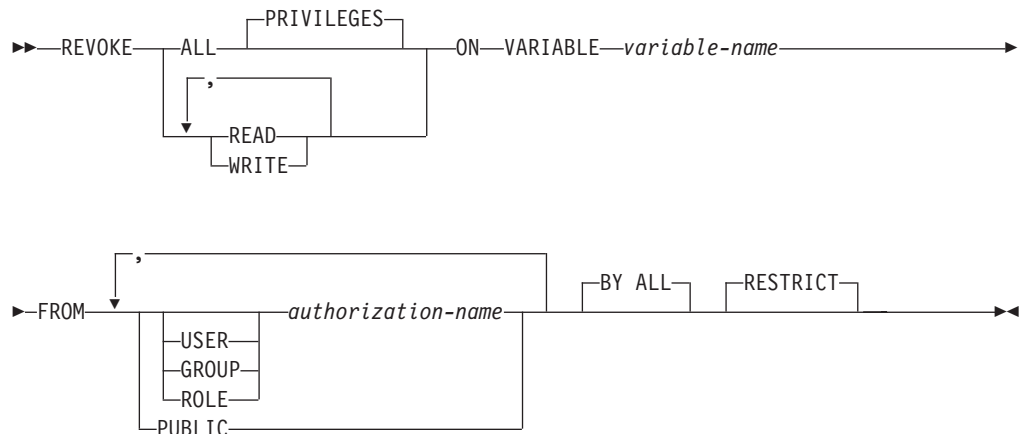 PRIVILEGES
REVOKE ALL ON VARIABLE variable-name
,
READ
WRITE
,
BY ALL RESTRICT
FROM authorization-name
USER
GROUP
ROLE
PUBLIC